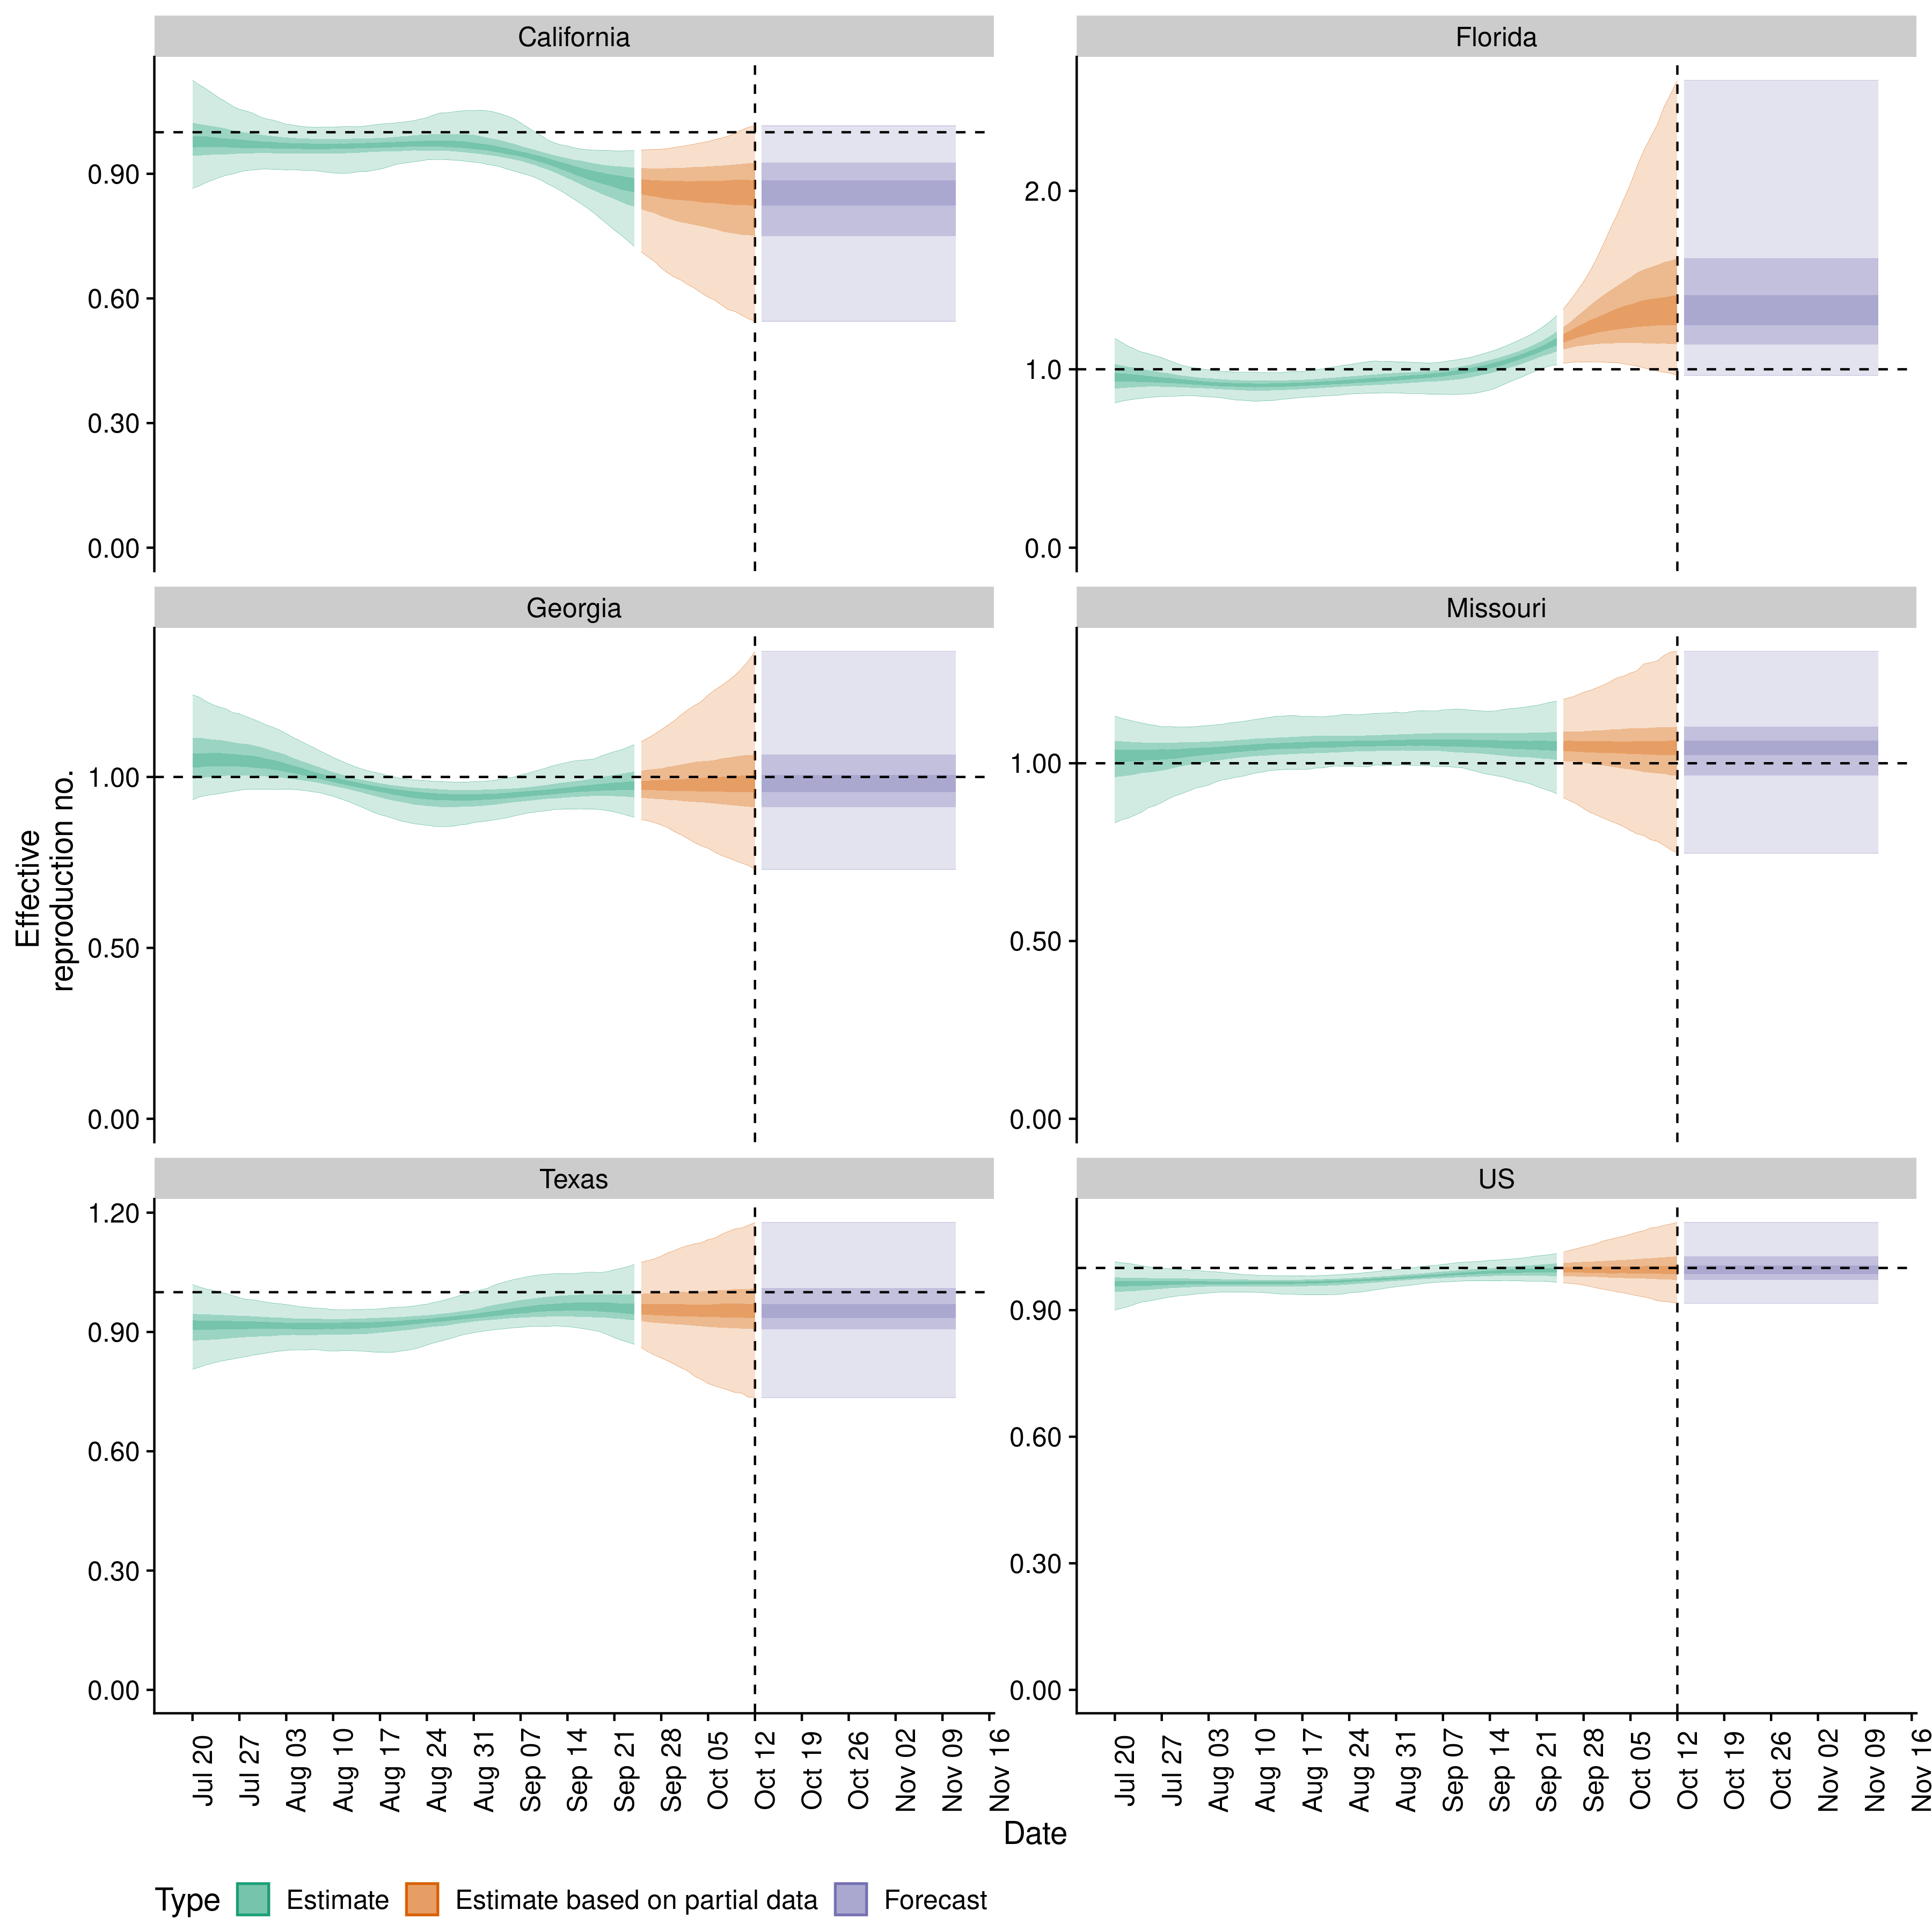 California
Florida
0.90
0.60
0.30
0.00
2.0
1.0
0.0
Georgia
Missouri
1.00
0.50
0.00
1.00
0.50
0.00
Texas
US
1.20
0.90
0.60
0.30
0.00
0.90
0.60
0.30
0.00
Effective
reproduction no.
Jul 20
Jul 27
Aug 03
Aug 10
Aug 17
Aug 24
Aug 31
Sep 07
Sep 14
Sep 21
Sep 28
Oct 05
Oct 12
Oct 19
Oct 26
Nov 02
Nov 09
Nov 16
Jul 20
Jul 27
Aug 03
Aug 10
Aug 17
Aug 24
Aug 31
Sep 07
Sep 14
Sep 21
Sep 28
Oct 05
Oct 12
Oct 19
Oct 26
Nov 02
Nov 09
Nov 16
Date
Type Estimate Estimate based on partial data Forecast